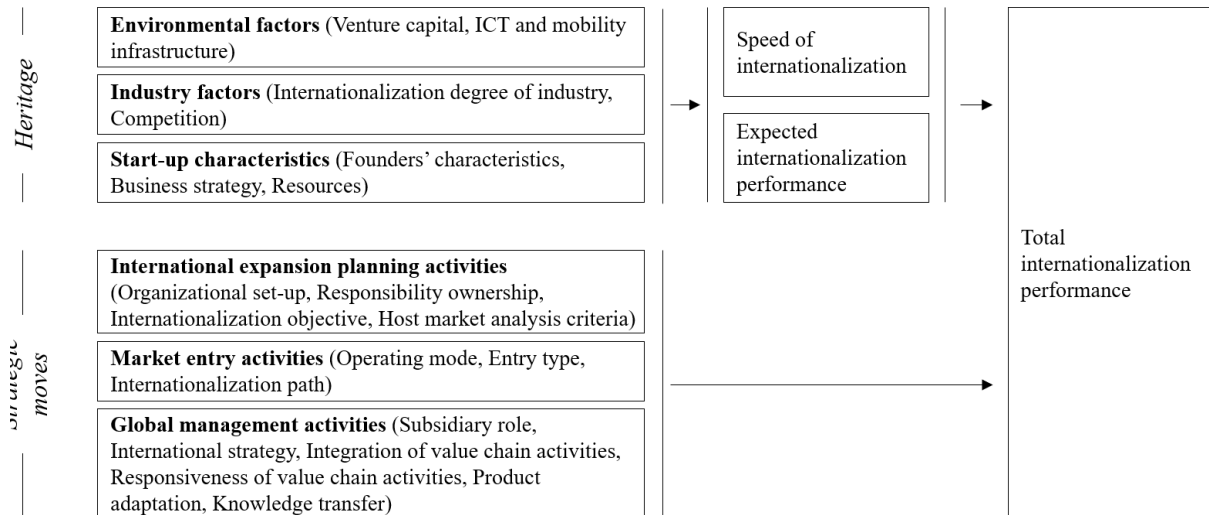 Heritage
Environmental factors (Venture capital, ICT and mobility
infrastructure)
Industry factors (Internationalization degree of industry,
Competition)
Start-up characteristics (Founders’ characteristics,
Business strategy, Resources)
Speed of
internationalization
Expected
internationalization
performance
moves
International expansion planning activities
(Organizational set-up, Responsibility ownership,
Internationalization objective, Host market analysis criteria)
Market entry activities (Operating mode, Entry type,
Internationalization path)
Global management activities (Subsidiary role,
International strategy, Integration of value chain activities,
Responsiveness of value chain activities, Product
adaptation, Knowledge transfer)
Total
internationalization
performance